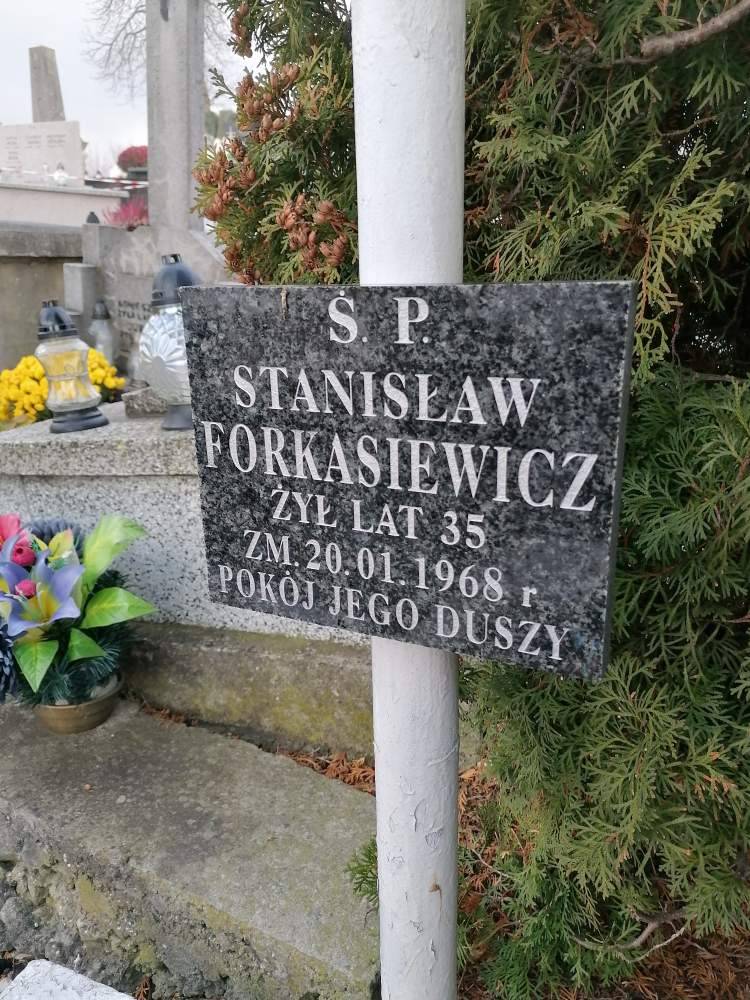 Ś. P.
STANISŁAW
FORKASIEWICZ
ŻYŁ LAT 35
ZM. 20.01.1968 r
POKÓJ JEGO DUSZY